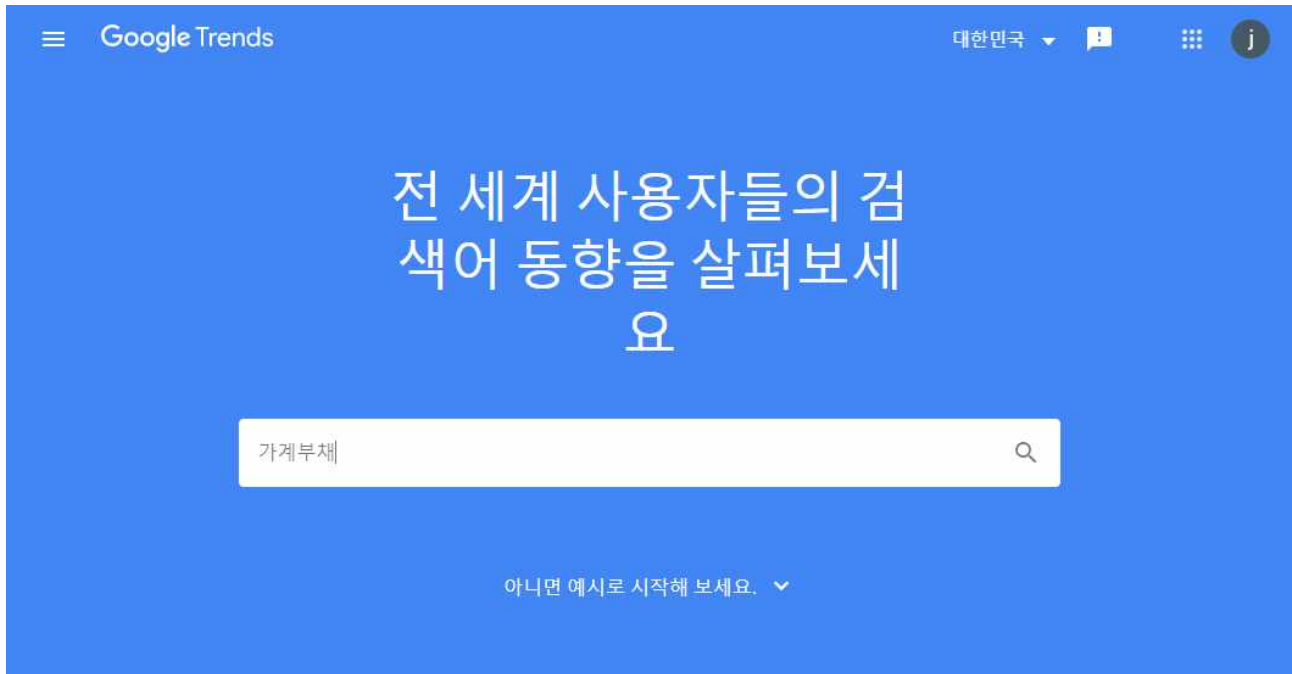 Google Trends
대한민국
j
전 세계 사용자들의 검
색어 동향을 살펴보세
요
가계부채
아니면 예시로 시작해 보세요.